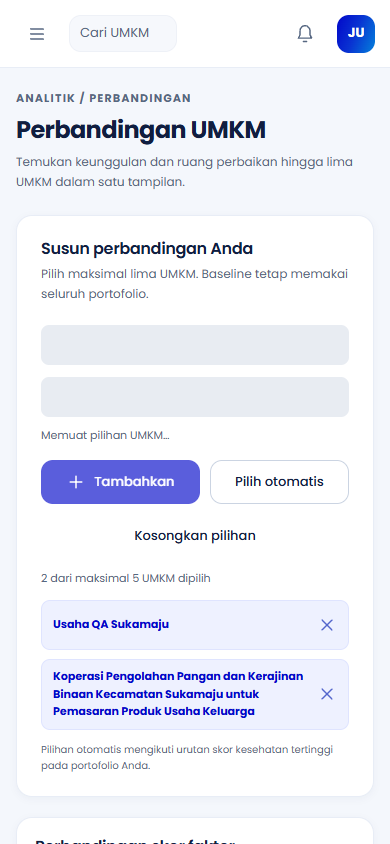 Cari UMKM
JU
ANALITIK / PERBANDINGAN
Perbandingan UMKM
Temukan keunggulan dan ruang perbaikan hingga lima
UMKM dalam satu tampilan.
Susun perbandingan Anda
Pilih maksimal lima UMKM. Baseline tetap memakai
seluruh portofolio.
Memuat pilihan UMKM...
Tambahkan
Pilih otomatis
Kosongkan pilihan
2 dari maksimal 5 UMKM dipilih
Usaha QA Sukamaju
Koperasi Pengolahan Pangan dan Kerajinan
Binaan Kecamatan Sukamaju untuk
Pemasaran Produk Usaha Keluarga
Pilihan otomatis mengikuti urutan skor kesehatan tertinggi
pada portofolio Anda.
Perbandingan skor faktor